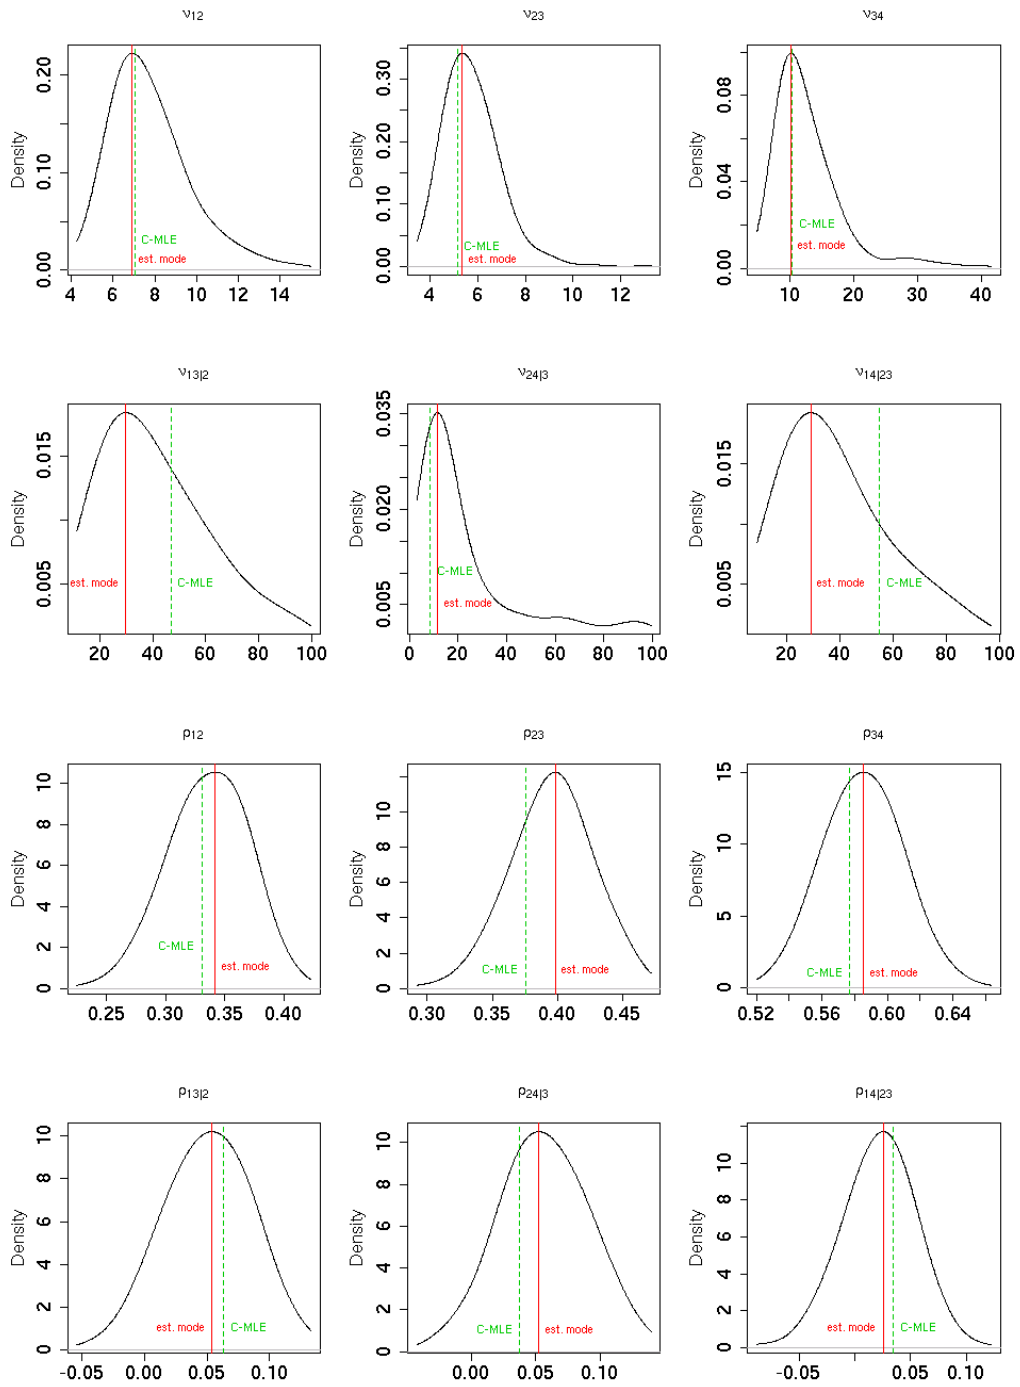 ν12 ν23 ν34
Density
0.00 0.10 0.20
4 6 8 10 12 14
C-MLE
est. mode
Density
0.00 0.10 0.20 0.30
4 6 8 10 12
C-MLE
est. mode
Density
0.00 0.04 0.08
10 20 30 40
C-MLE
est. mode
ν13|2 ν24|3 ν14|23
Density
0.005 0.015
20 40 60 80 100
est. mode C-MLE
Density
0.005 0.020 0.035
0 20 40 60 80 100
C-MLE
est. mode
Density
0.005 0.015
20 40 60 80 100
est. mode C-MLE
ρ12 ρ23 ρ34
Density
0 2 4 6 8 10
0.25 0.30 0.35 0.40
C-MLE
est. mode
Density
0 2 4 6 8 10
0.30 0.35 0.40 0.45
C-MLE est. mode
Density
0 5 10 15
0.52 0.56 0.60 0.64
C-MLE est. mode
ρ13|2 ρ24|3 ρ14|23
Density
0 2 4 6 8 10
-0.05 0.00 0.05 0.10
est. mode C-MLE
Density
0 2 4 6 8 10
0.00 0.10
C-MLE est. mode
Density
0 2 4 6 8 10
-0.05 0.05 0.10
est. mode C-MLE